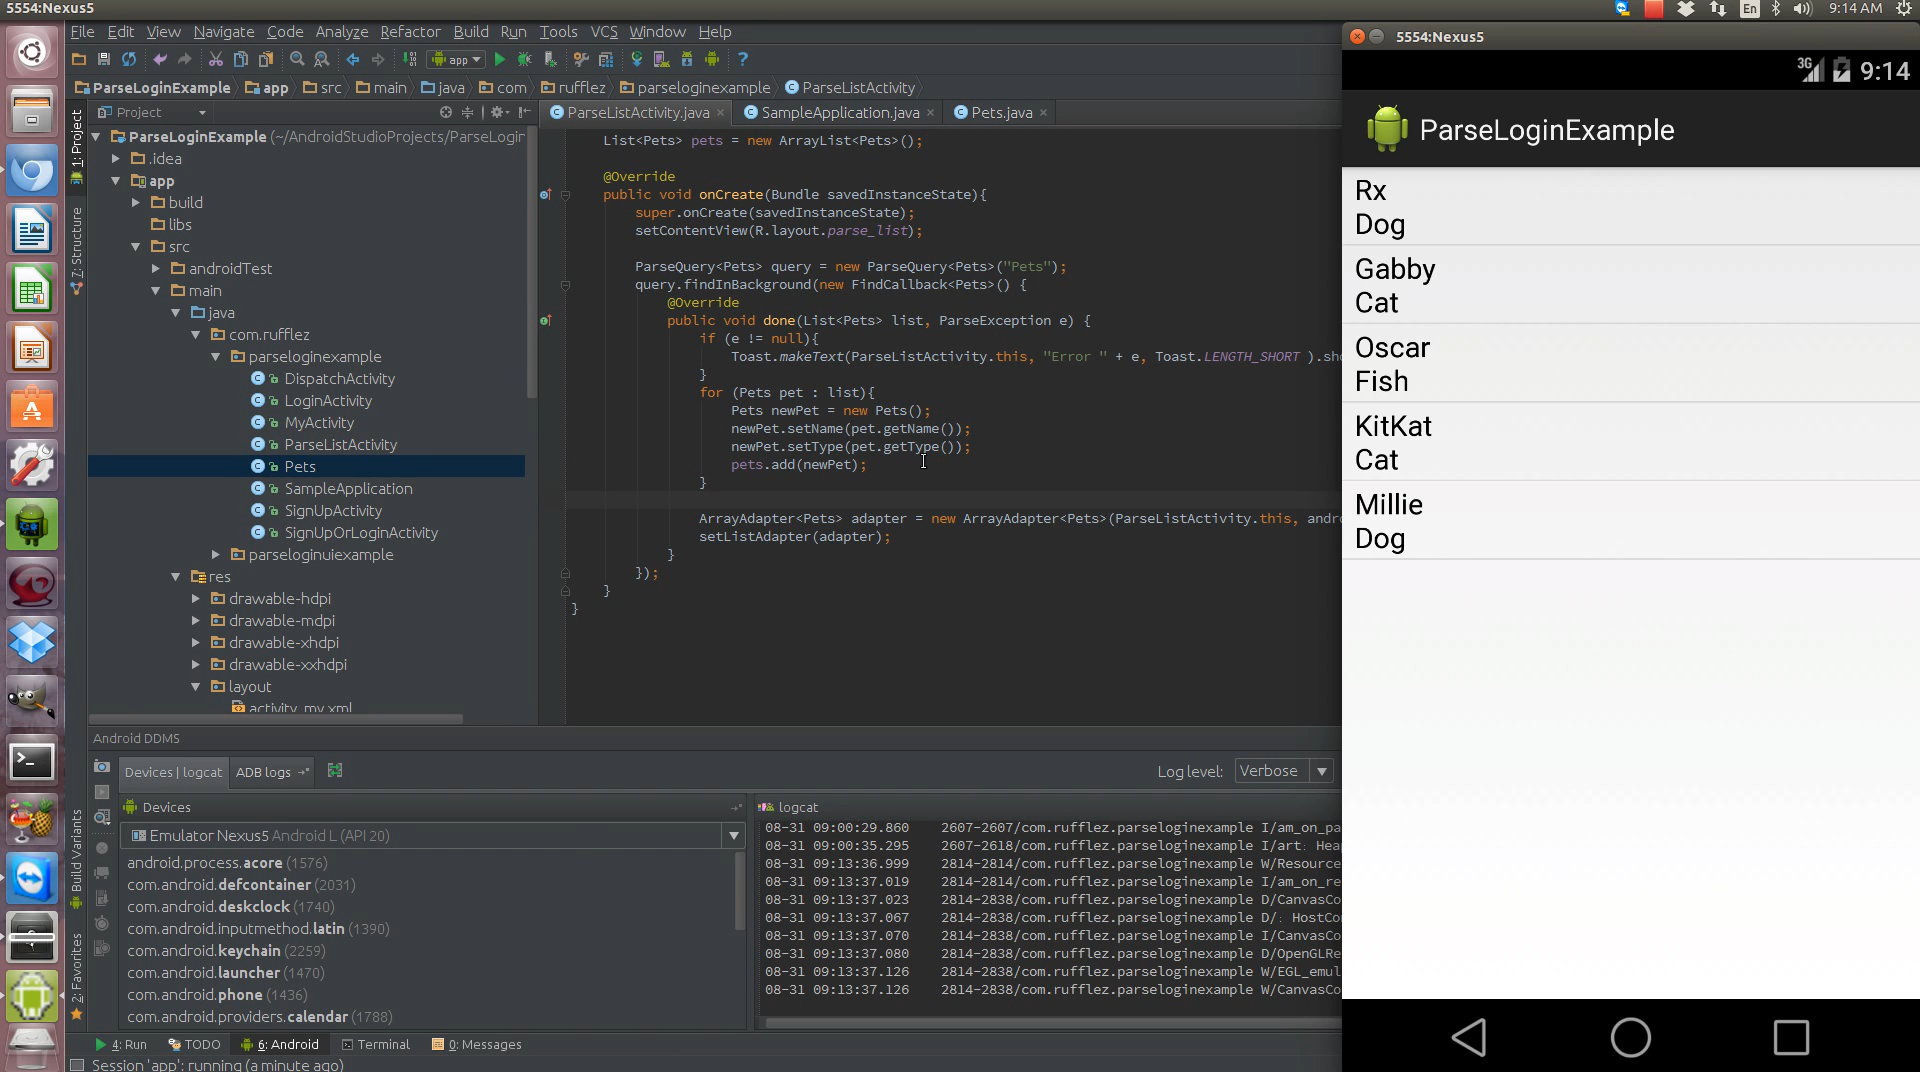 5554:Nexus5
En
9:14 AM
File Edit View Navigate Code Analyze Refactor Build Run Tools VCS Window Help
app
ParseLoginExample app src main java com rufflez parseloginexample ParseListActivity
Project
ParseListActivity.java SampleApplication.java Pets.java
1: Project
7: Structure
Build Variants
2: Favorites
ParseLoginExample (~/AndroidStudioProjects/ParseLogin
.idea
app
build
libs
src
androidTest
main
java
com.rufflez
parseloginexample
DispatchActivity
LoginActivity
MyActivity
ParseListActivity
Pets
SampleApplication
SignUpActivity
SignUpOrLoginActivity
parseloginuiexample
res
drawable-hdpi
drawable-mdpi
drawable-xhdpi
drawable-xxhdpi
layout
activity_my.xml
List<Pets> pets = new ArrayList<Pets>();
@Override
public void onCreate(Bundle savedInstanceState){
super.onCreate(savedInstanceState);
setContentView(R.layout.parse_list);
ParseQuery<Pets> query = new ParseQuery<Pets>("Pets");
query.findInBackground(new FindCallback<Pets>() {
@Override
public void done(List<Pets> list, ParseException e) {
if (e != null){
Toast.makeText(ParseListActivity.this, "Error " + e, Toast.LENGTH_SHORT ).sho
}
for (Pets pet : list){
Pets newPet = new Pets();
newPet.setName(pet.getName());
newPet.setType(pet.getType());
pets.add(newPet);
}
ArrayAdapter<Pets> adapter = new ArrayAdapter<Pets>(ParseListActivity.this, andro
setListAdapter(adapter);
}
});
}
}
Android DDMS
Devices | logcat ADB logs
Log level: Verbose
Devices
Emulator Nexus5 Android L (API 20)
android.process.acore (1576)
com.android.defcontainer (2031)
com.android.deskclock (1740)
com.android.inputmethod.latin (1390)
com.android.keychain (2259)
com.android.launcher (1470)
com.android.phone (1436)
com.android.providers.calendar (1788)
logcat
08-31 09:00:29.860 2607-2607/com.rufflez.parseloginexample I/am_on_pa
08-31 09:00:35.295 2607-2618/com.rufflez.parseloginexample I/art: Hea
08-31 09:13:36.999 2814-2814/com.rufflez.parseloginexample W/Resource
08-31 09:13:37.019 2814-2814/com.rufflez.parseloginexample I/am_on_re
08-31 09:13:37.023 2814-2838/com.rufflez.parseloginexample D/CanvasCo
08-31 09:13:37.067 2814-2838/com.rufflez.parseloginexample D/: HostCo
08-31 09:13:37.070 2814-2838/com.rufflez.parseloginexample I/CanvasCo
08-31 09:13:37.080 2814-2838/com.rufflez.parseloginexample D/OpenGLRe
08-31 09:13:37.126 2814-2838/com.rufflez.parseloginexample W/EGL_emul
08-31 09:13:37.126 2814-2838/com.rufflez.parseloginexample W/CanvasCo
4: Run TODO 6: Android Terminal 0: Messages
Session 'app': running (a minute ago)
5554:Nexus5
3G
9:14
ParseLoginExample
Rx
Dog
Gabby
Cat
Oscar
Fish
KitKat
Cat
Millie
Dog